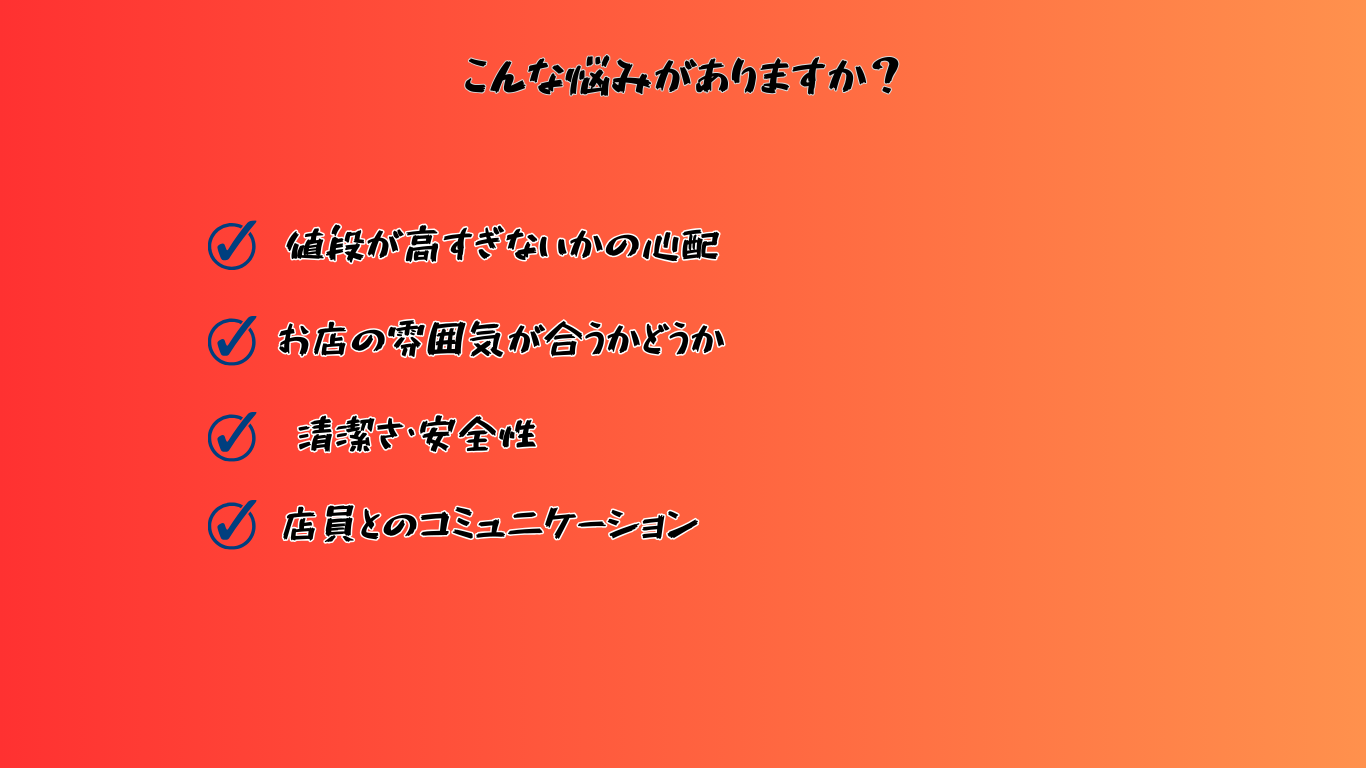 こんな悩みがありますか？
値段が高すぎないかの心配
お店の雰囲気が合うかどうか
清潔さ・安全性
店員とのコミュニケーション